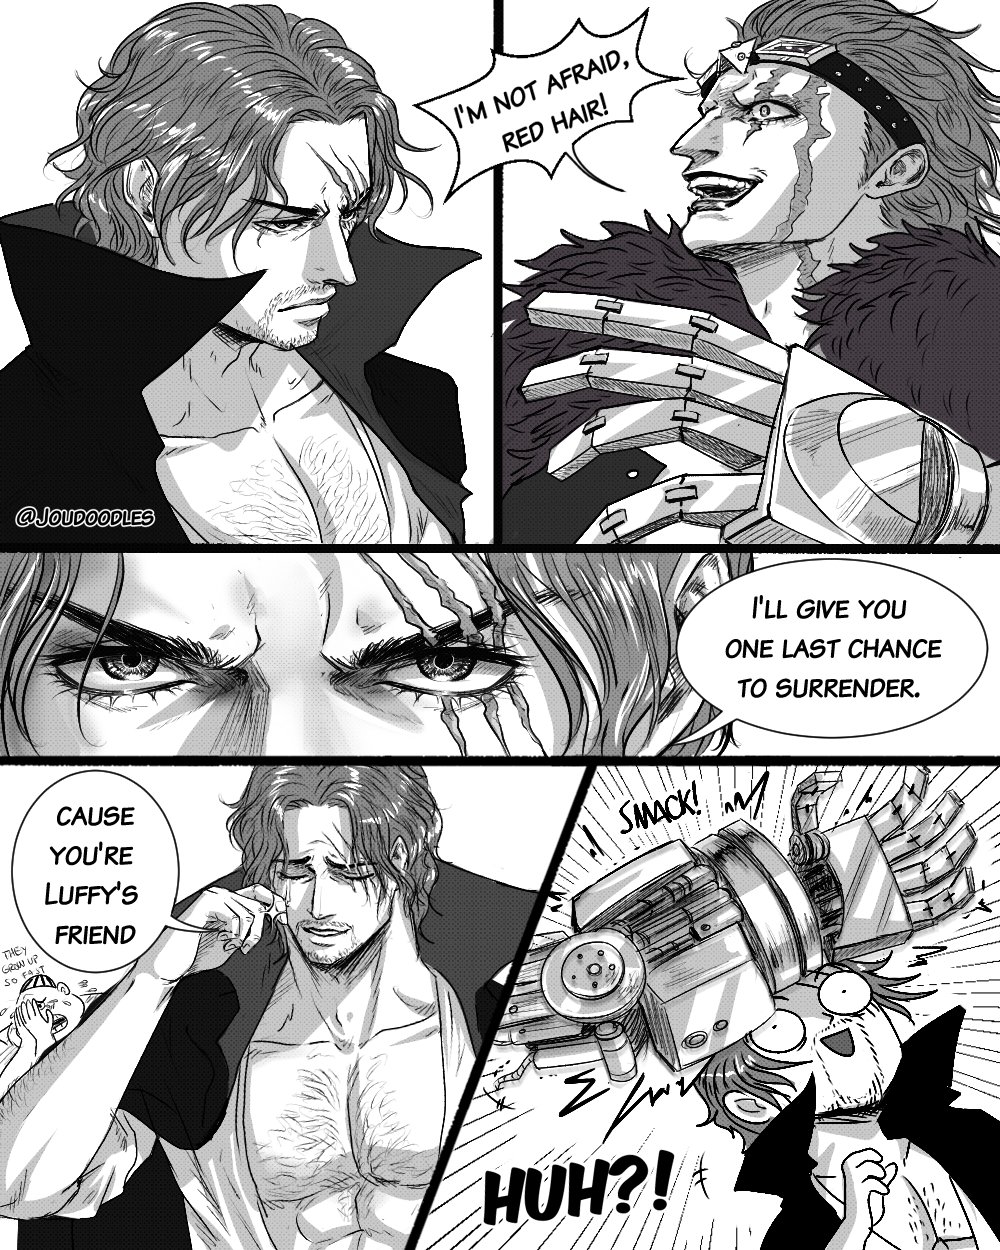 I'M NOT AFRAID,
RED HAIR!
@JOUDOODLES
I'LL GIVE YOU
ONE LAST CHANCE
TO SURRENDER.
CAUSE
YOU'RE
LUFFY'S
FRIEND
THEY
GROW UP
SO FAST
SMACK!
HUH?!